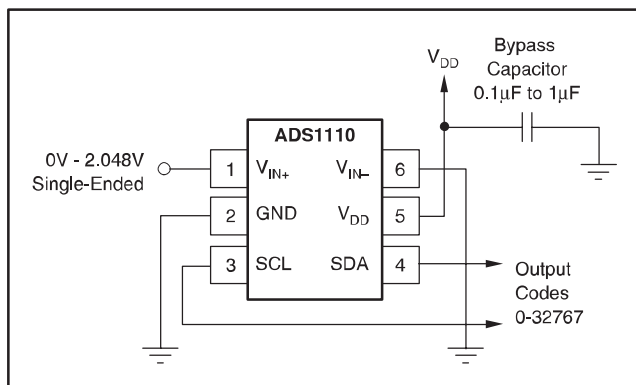 V_DD
Bypass
Capacitor
0.1µF to 1µF
ADS1110
0V - 2.048V
Single-Ended
1 V_IN+ V_IN– 6
2 GND V_DD 5
3 SCL SDA 4
Output
Codes
0-32767